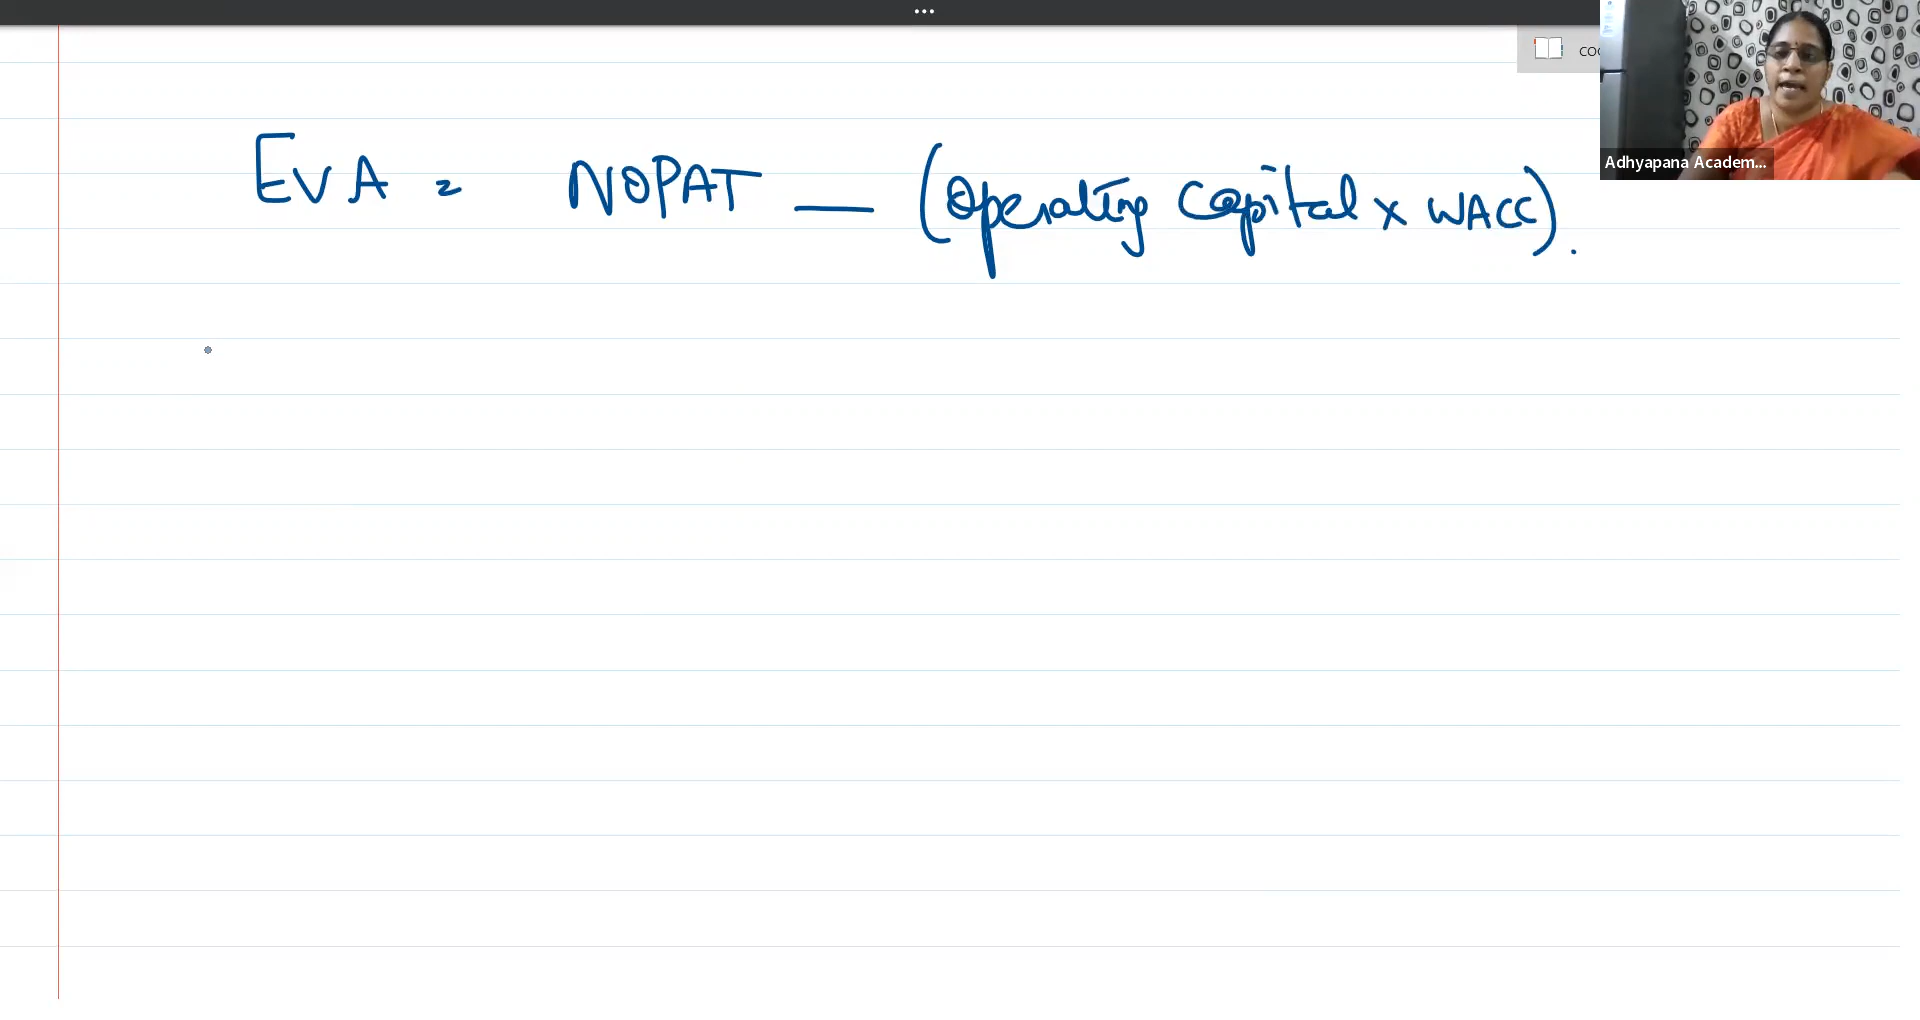 ...
EVA = NOPAT — (Operating Capital x WACC).
Adhyapana Academ...